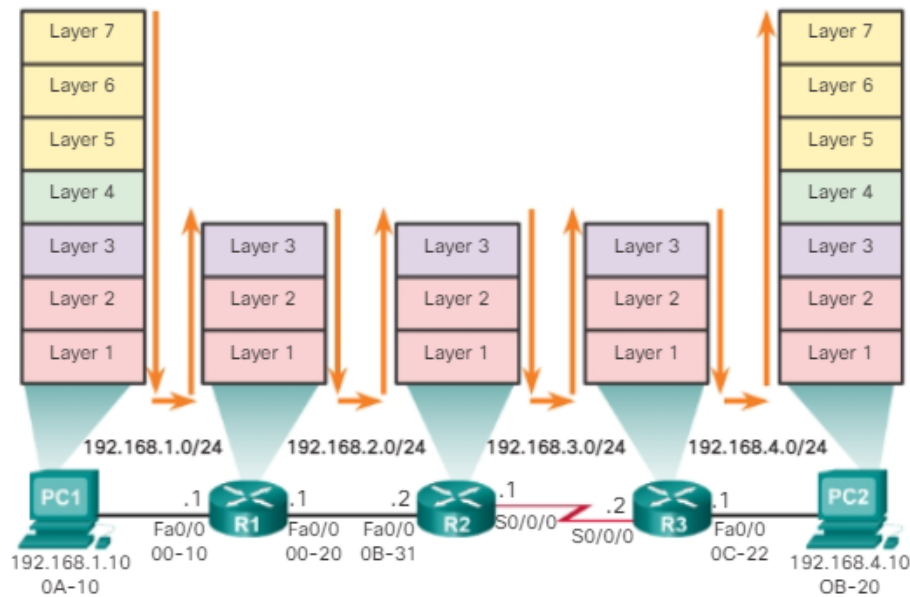 Layer 7
Layer 6
Layer 5
Layer 4
Layer 3
Layer 2
Layer 1
Layer 3
Layer 2
Layer 1
Layer 3
Layer 2
Layer 1
Layer 3
Layer 2
Layer 1
Layer 7
Layer 6
Layer 5
Layer 4
Layer 3
Layer 2
Layer 1
192.168.1.0/24
192.168.2.0/24
192.168.3.0/24
192.168.4.0/24
PC1
192.168.1.10
0A-10
.1
Fa0/0
00-10
R1
.1
Fa0/0
00-20
.2
Fa0/0
0B-31
R2
.1
S0/0/0
.2
S0/0/0
R3
.1
Fa0/0
0C-22
PC2
192.168.4.10
OB-20